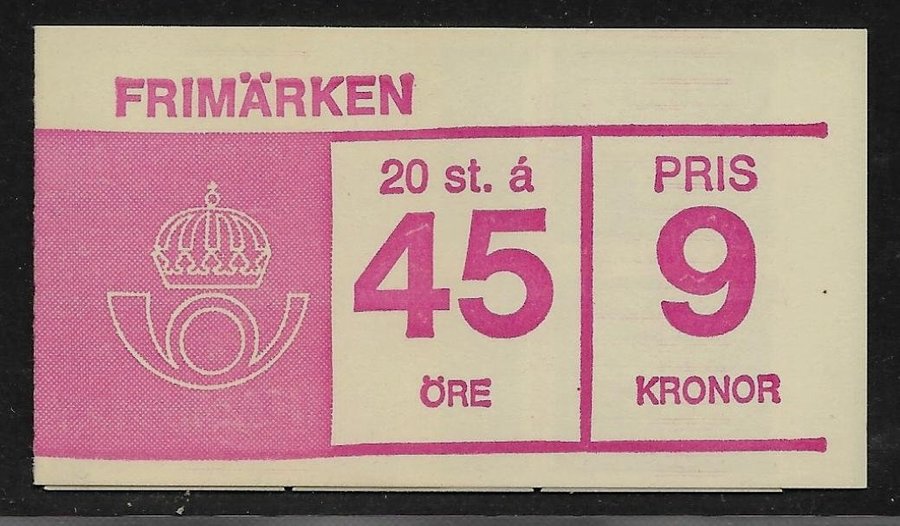 FRIMÄRKEN
20 st. á
45
ÖRE
PRIS
9
KRONOR